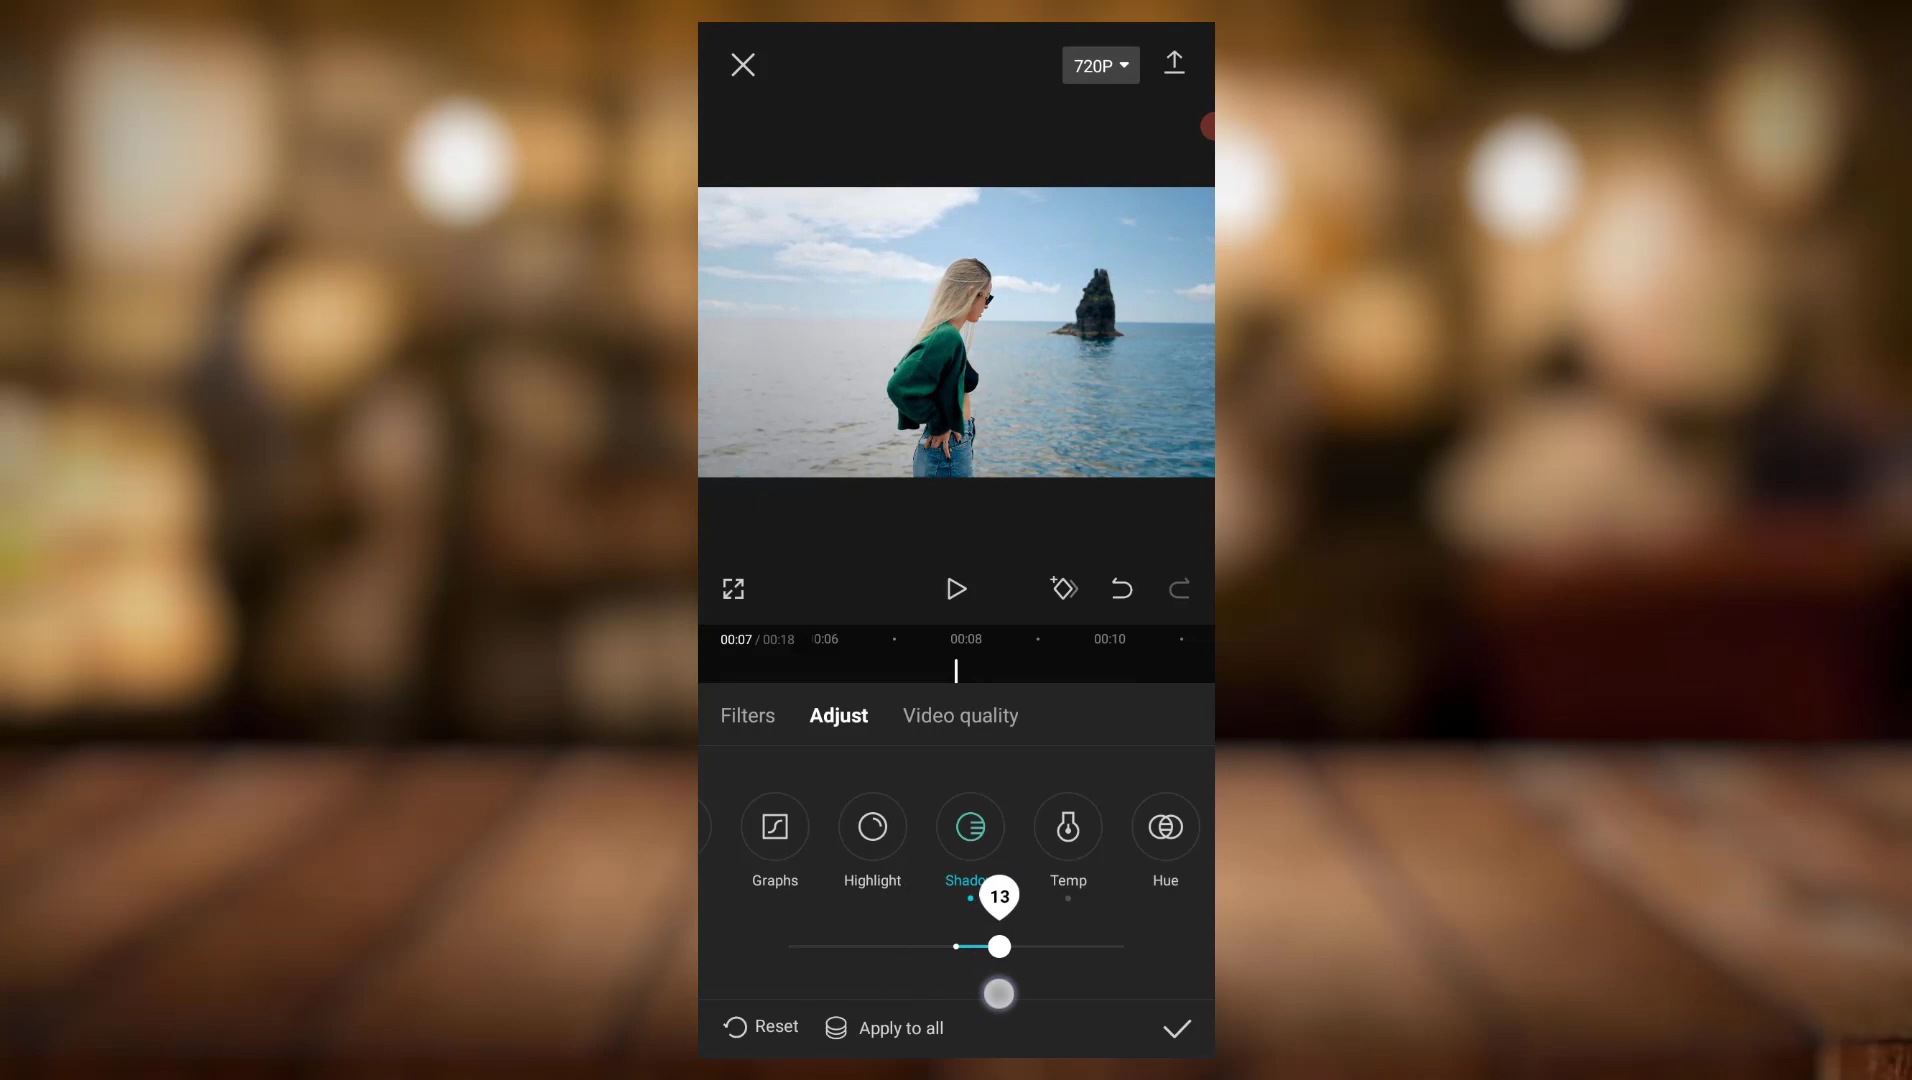 720P
00:07 / 00:18
0:06
00:08
00:10
Filters
Adjust
Video quality
Graphs
Highlight
Shado
Temp
Hue
13
Reset
Apply to all